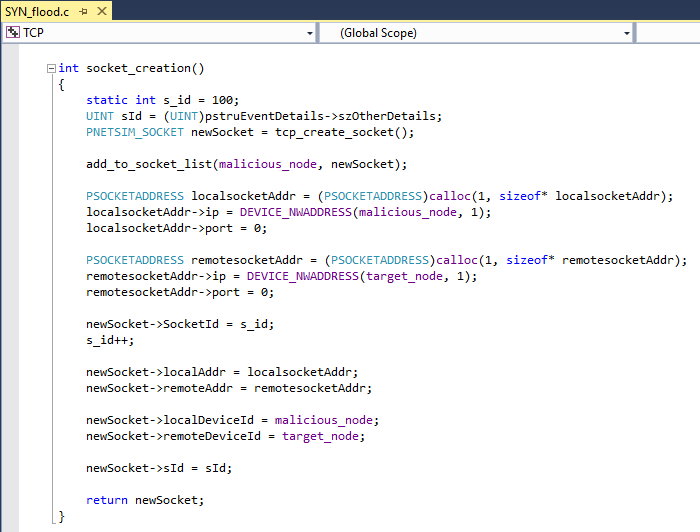 SYN_flood.c
TCP (Global Scope)
int socket_creation()
{
    static int s_id = 100;
    UINT sId = (UINT)pstruEventDetails->szOtherDetails;
    PNETSIM_SOCKET newSocket = tcp_create_socket();

    add_to_socket_list(malicious_node, newSocket);

    PSOCKETADDRESS localsocketAddr = (PSOCKETADDRESS)calloc(1, sizeof* localsocketAddr);
    localsocketAddr->ip = DEVICE_NWADDRESS(malicious_node, 1);
    localsocketAddr->port = 0;

    PSOCKETADDRESS remotesocketAddr = (PSOCKETADDRESS)calloc(1, sizeof* remotesocketAddr);
    remotesocketAddr->ip = DEVICE_NWADDRESS(target_node, 1);
    remotesocketAddr->port = 0;

    newSocket->SocketId = s_id;
    s_id++;

    newSocket->localAddr = localsocketAddr;
    newSocket->remoteAddr = remotesocketAddr;

    newSocket->localDeviceId = malicious_node;
    newSocket->remoteDeviceId = target_node;

    newSocket->sId = sId;

    return newSocket;
}